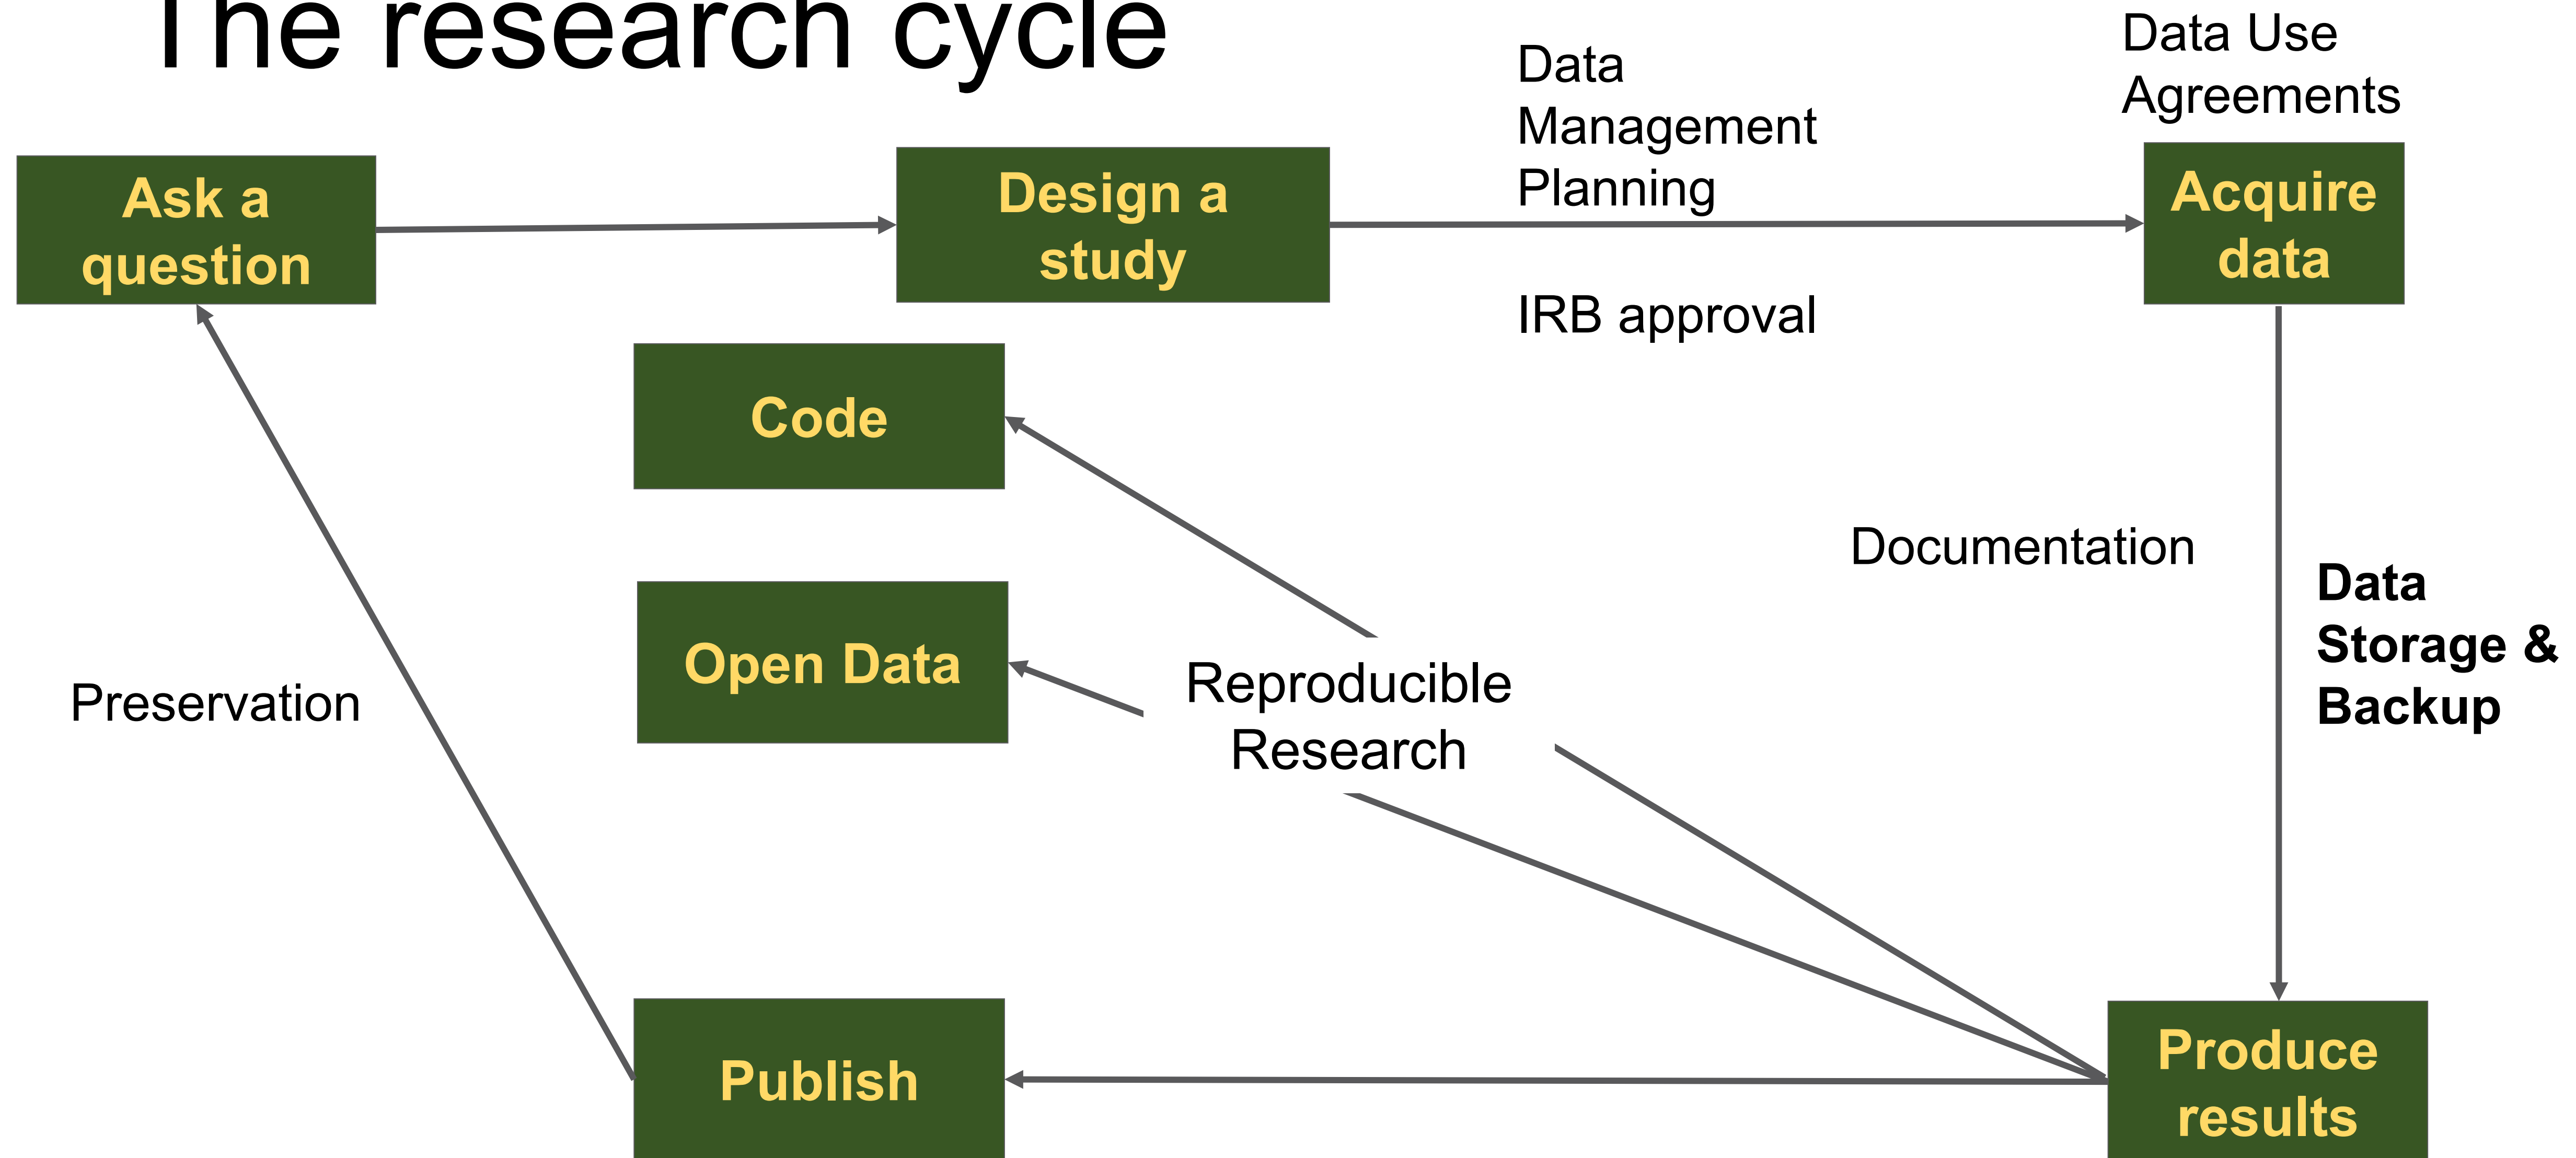 The research cycle
Data
Management
Planning
Data Use
Agreements
Ask a
question
Design a
study
Acquire
data
IRB approval
Code
Documentation
Data
Storage &
Backup
Open Data
Reproducible
Research
Preservation
Publish
Produce
results